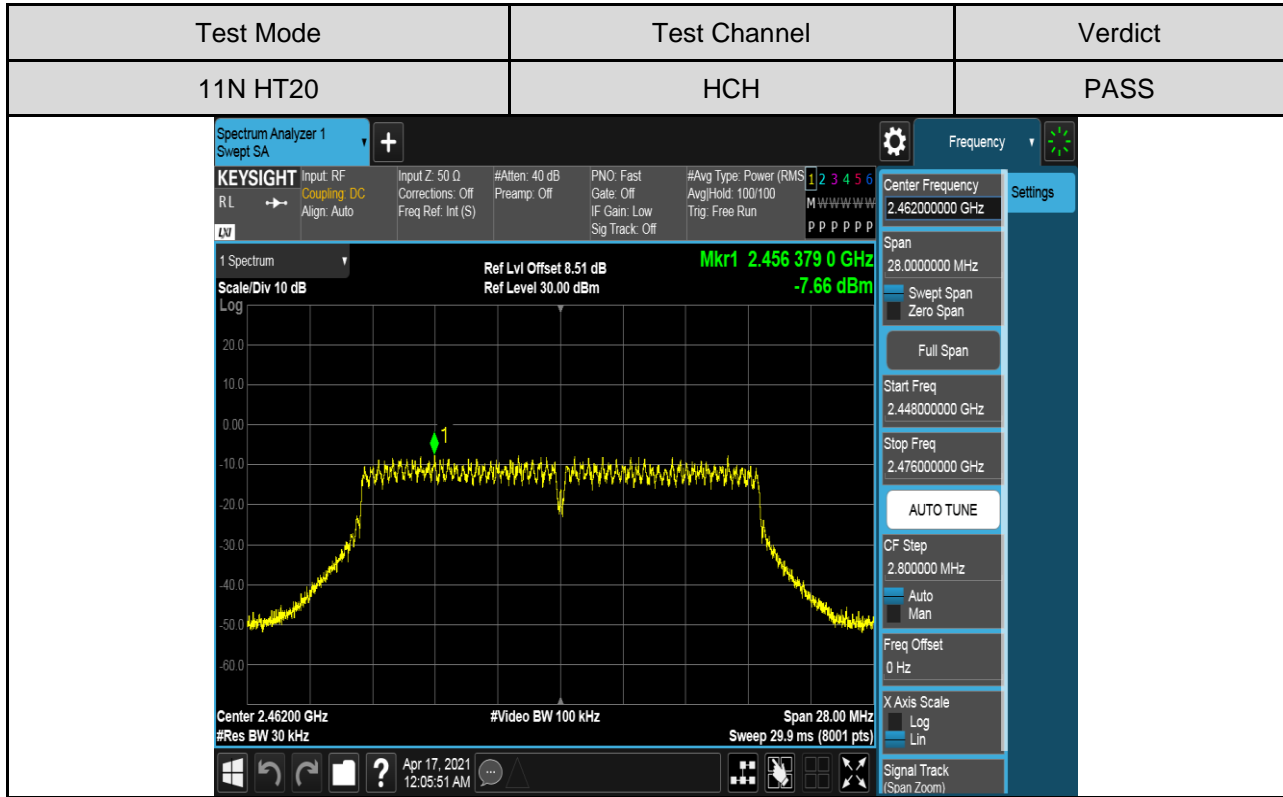 Test Mode Test Channel Verdict
11N HT20 HCH PASS
Spectrum Analyzer 1
Swept SA
+
Frequency
KEYSIGHT
RL
LXI
Input: RF
Coupling: DC
Align: Auto
Input Z: 50 Ω
Corrections: Off
Freq Ref: Int (S)
#Atten: 40 dB
Preamp: Off
PNO: Fast
Gate: Off
IF Gain: Low
Sig Track: Off
#Avg Type: Power (RMS
Avg|Hold: 100/100
Trig: Free Run
1 2 3 4 5 6
M W W W W W
P P P P P P
1 Spectrum
Scale/Div 10 dB
Ref Lvl Offset 8.51 dB
Ref Level 30.00 dBm
Mkr1 2.456 379 0 GHz
-7.66 dBm
Log
20.0
10.0
0.00
-10.0
-20.0
-30.0
-40.0
-50.0
-60.0
1
Center 2.46200 GHz
#Res BW 30 kHz
#Video BW 100 kHz
Span 28.00 MHz
Sweep 29.9 ms (8001 pts)
Center Frequency
2.462000000 GHz
Settings
Span
28.0000000 MHz
Swept Span
Zero Span
Full Span
Start Freq
2.448000000 GHz
Stop Freq
2.476000000 GHz
AUTO TUNE
CF Step
2.800000 MHz
Auto
Man
Freq Offset
0 Hz
X Axis Scale
Log
Lin
Signal Track
(Span Zoom)
?
Apr 17, 2021
12:05:51 AM